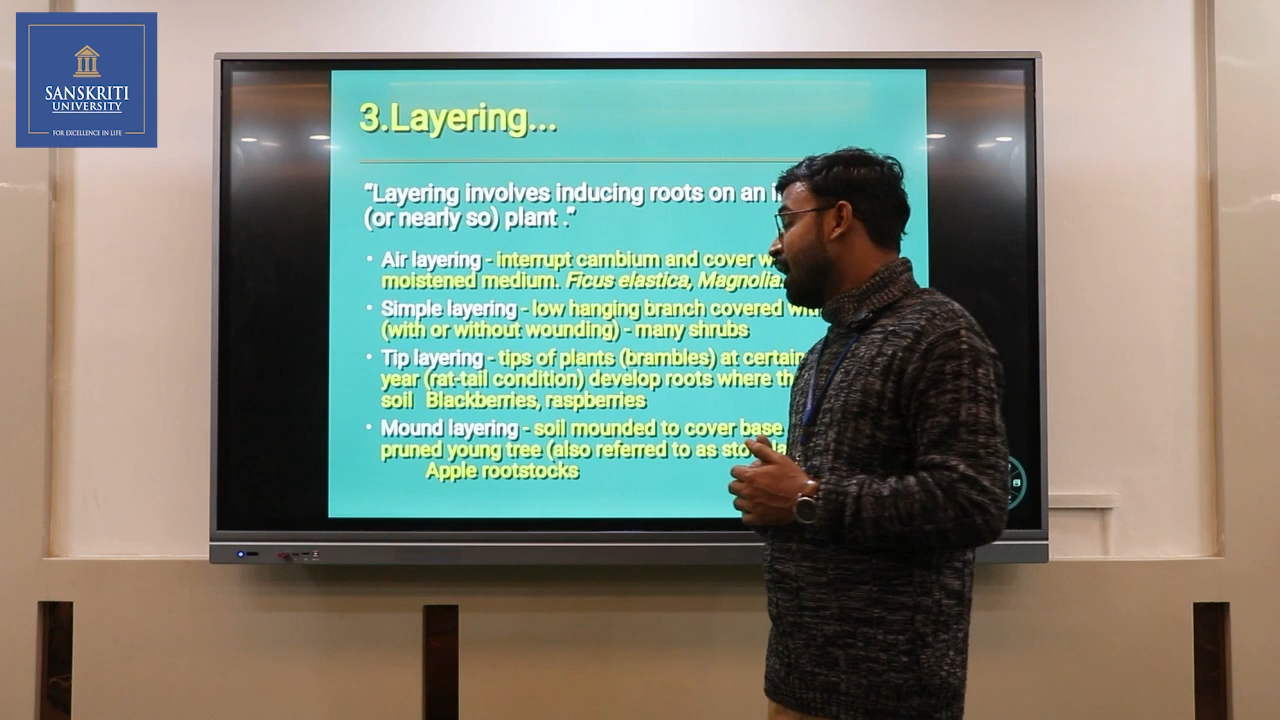 SANSKRITI
UNIVERSITY
FOR EXCELLENCE IN LIFE
3.Layering...
“Layering involves inducing roots on an
(or nearly so) plant .”
• Air layering - interrupt cambium and cover
moistened medium. Ficus elastica, Magnolia.
• Simple layering - low hanging branch covered
(with or without wounding) - many shrubs
• Tip layering - tips of plants (brambles) at certain
year (rat-tail condition) develop roots where
soil Blackberries, raspberries
• Mound layering - soil mounded to cover base
pruned young tree (also referred to as
Apple rootstocks